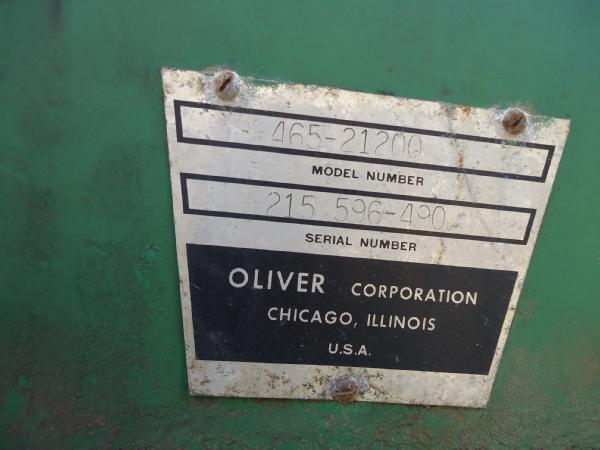 465-21200
MODEL NUMBER
215 596-490
SERIAL NUMBER
OLIVER CORPORATION
CHICAGO, ILLINOIS
U.S.A.